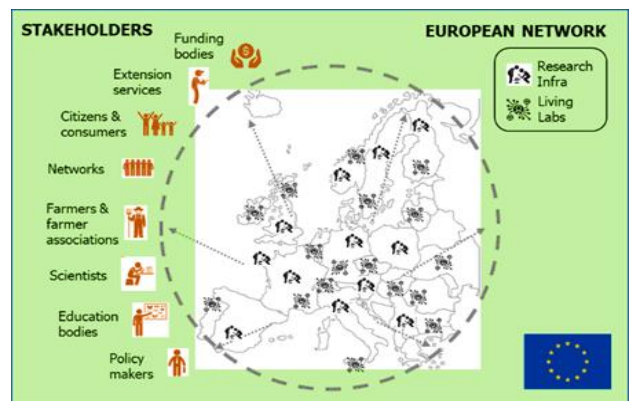 STAKEHOLDERS
EUROPEAN NETWORK
Funding
bodies
Extension
services
Citizens &
consumers
Networks
Farmers &
farmer
associations
Scientists
Education
bodies
Policy
makers
Research
Infra
Living
Labs